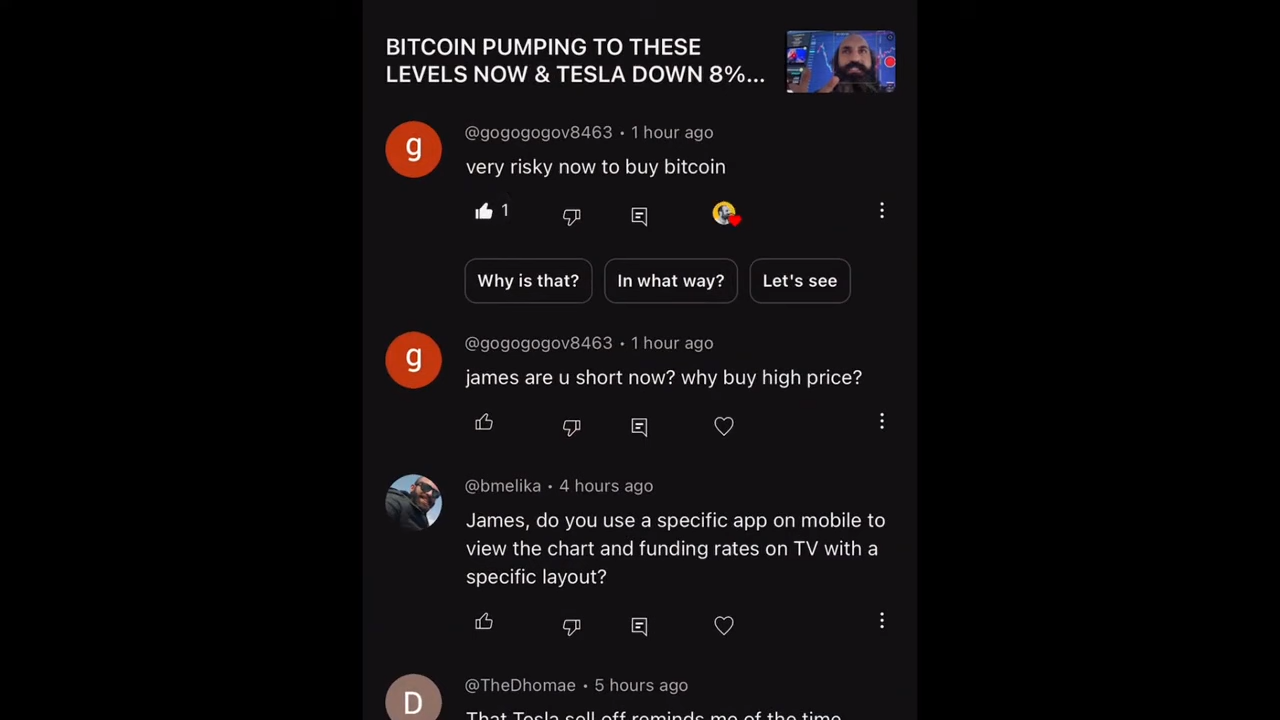 BITCOIN PUMPING TO THESE
LEVELS NOW & TESLA DOWN 8%...
g
@gogogogov8463 • 1 hour ago
very risky now to buy bitcoin
1
Why is that? In what way? Let's see
g
@gogogogov8463 • 1 hour ago
james are u short now? why buy high price?
@bmelika • 4 hours ago
James, do you use a specific app on mobile to
view the chart and funding rates on TV with a
specific layout?
D
@TheDhomae • 5 hours ago
That Tesla sell off reminds me of the time